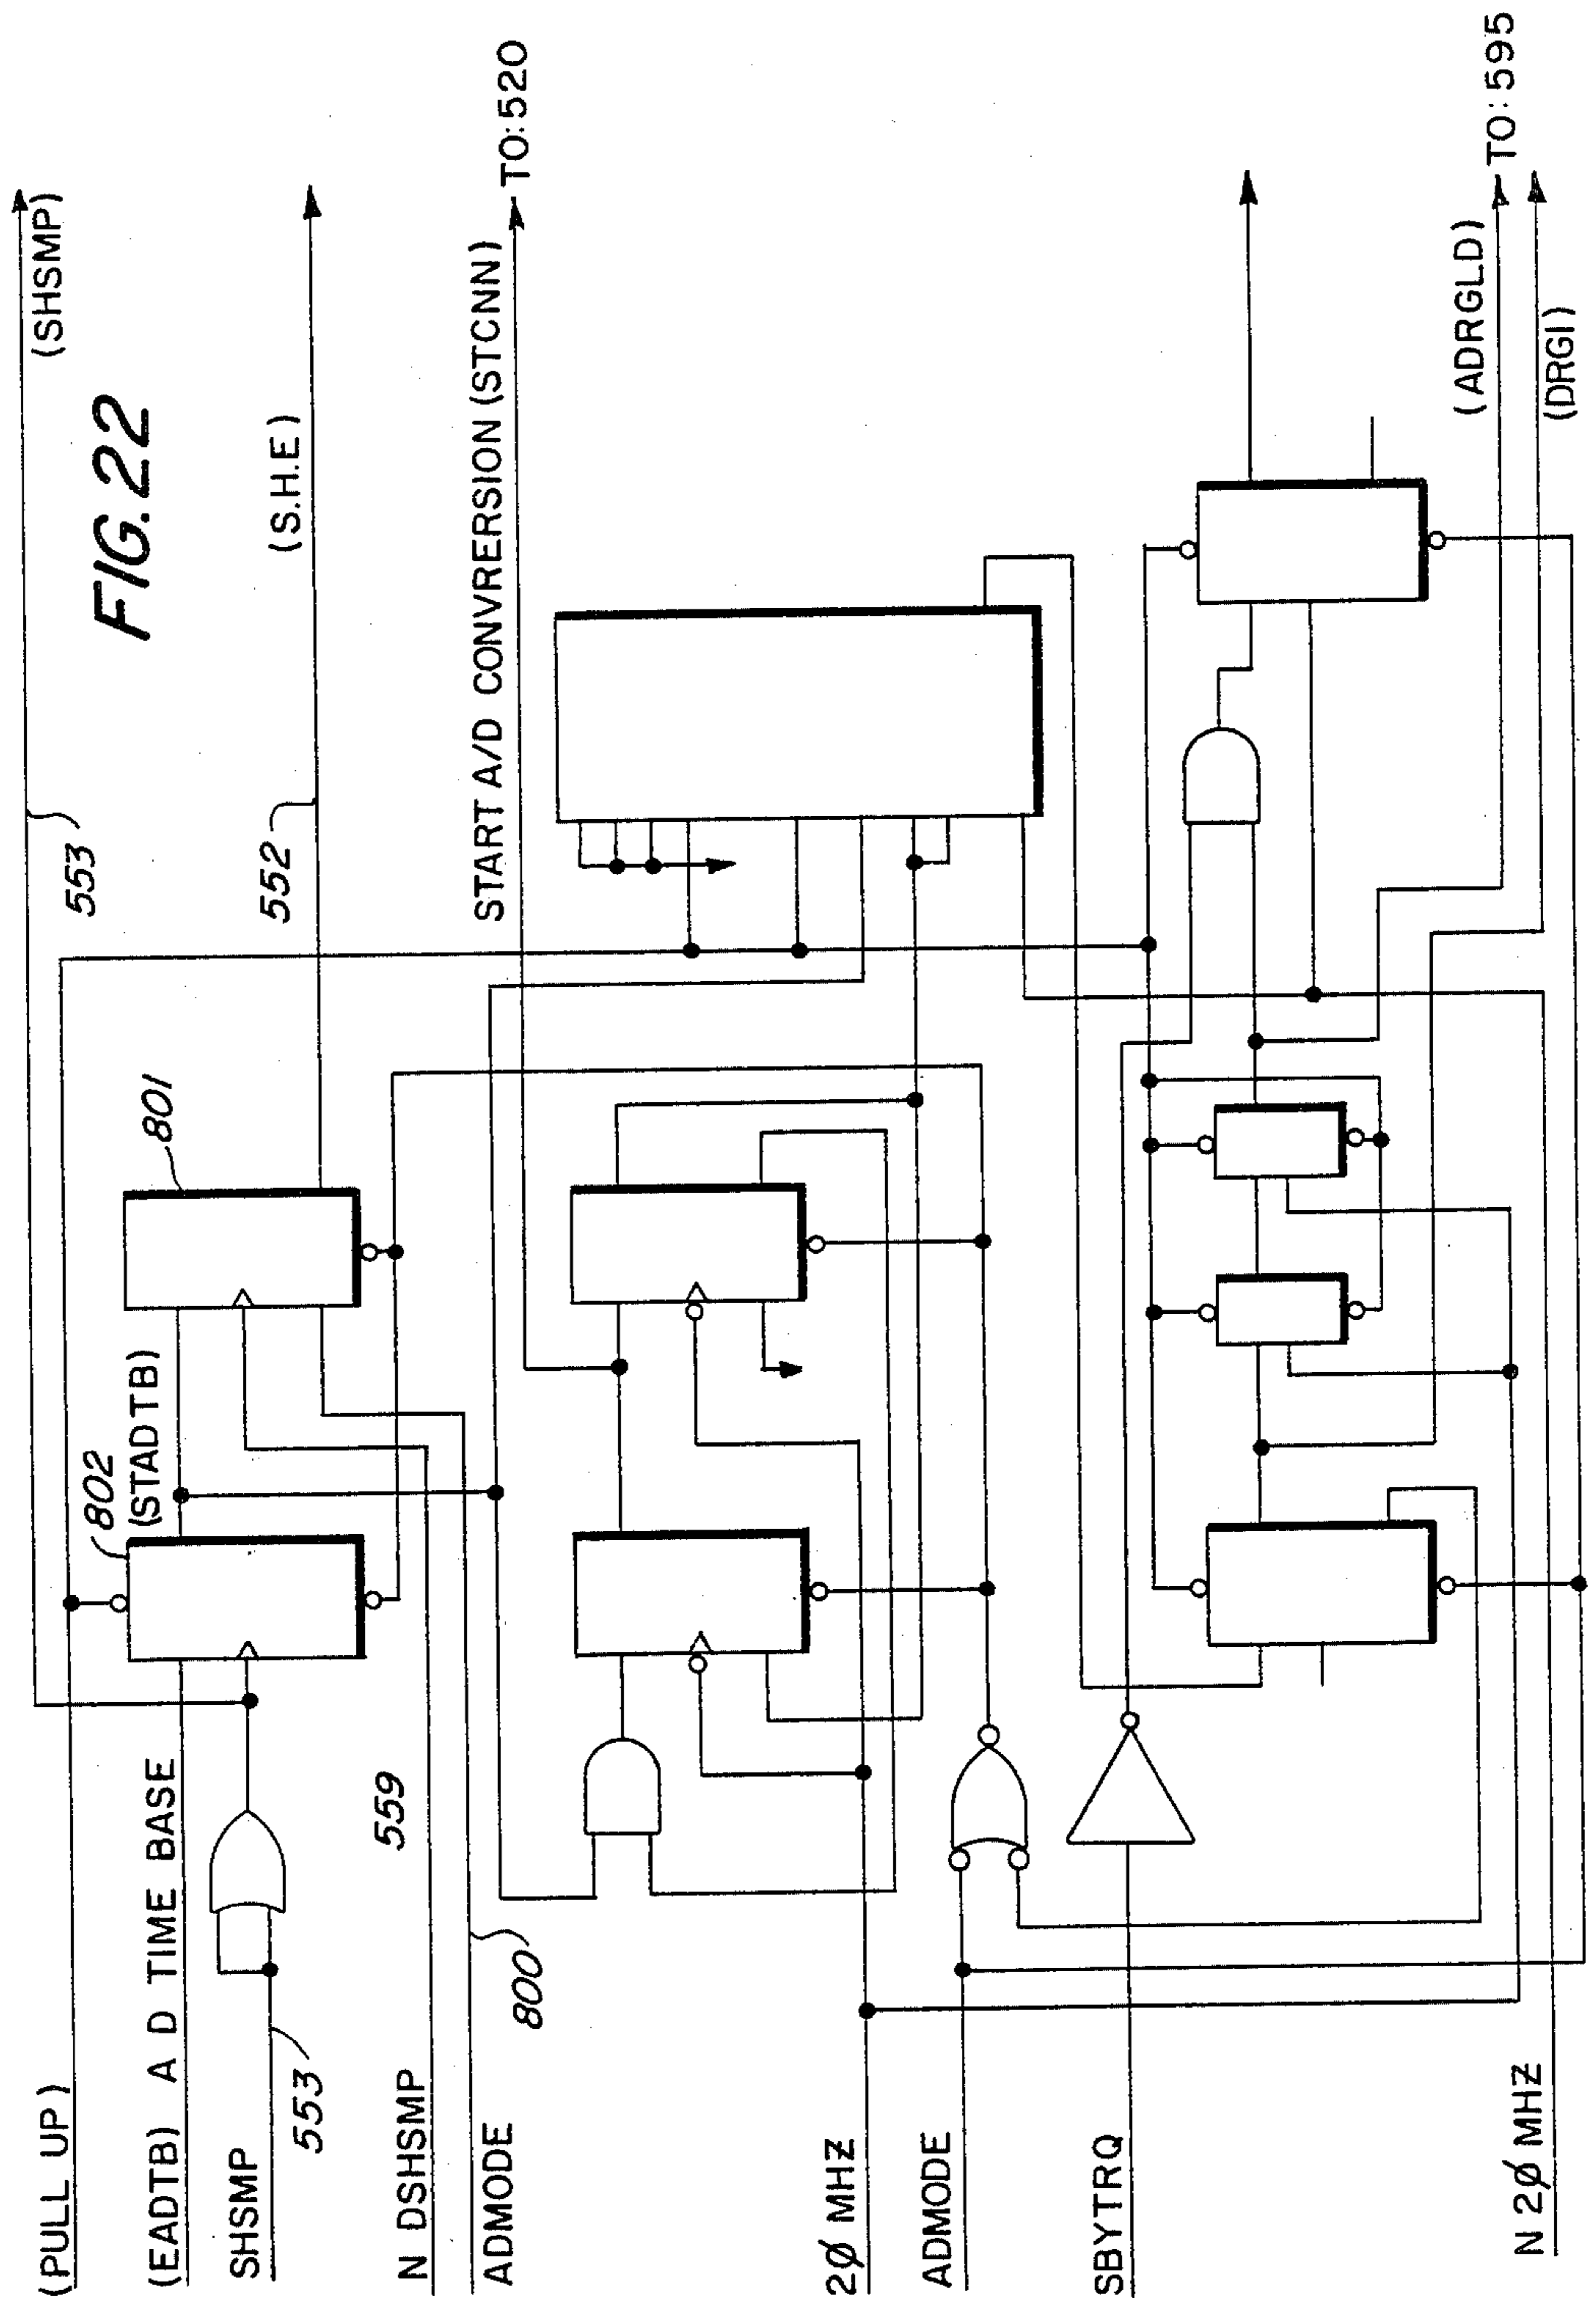 FIG.22
(SHSMP)
(S.H.E)
553
552
START A/D CONVRERSION (STCNN)
TO:520
801
802
(STADTB)
(PULL UP)
(EADTB) A D TIME BASE
SHSMP
553
559
N DSHSMP
ADMODE
800
2Ø MHZ
ADMODE
SBYTRQ
N 2Ø MHZ
(ADRGLD)
TO:595
(DRGI)